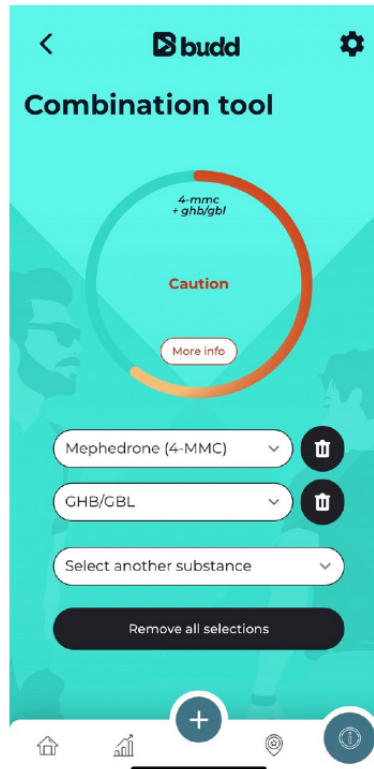 budd
Combination tool
4-mmc
+ ghb/gbl
Caution
More info
Mephedrone (4-MMC)
GHB/GBL
Select another substance
Remove all selections